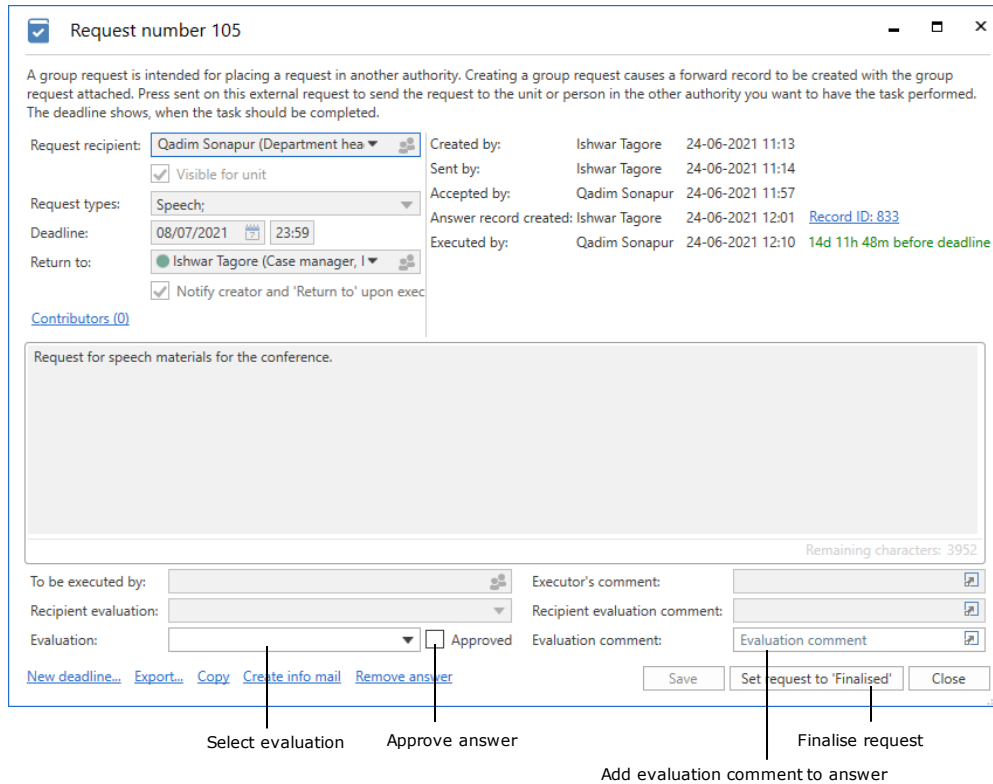 Request number 105
A group request is intended for placing a request in another authority. Creating a group request causes a forward record to be created with the group
request attached. Press sent on this external request to send the request to the unit or person in the other authority you want to have the task performed.
The deadline shows, when the task should be completed.
Request recipient: Qadim Sonapur (Department hea
Visible for unit
Request types: Speech;
Deadline: 08/07/2021 23:59
Return to: Ishwar Tagore (Case manager, I
Notify creator and 'Return to' upon exec
Contributors (0)
Created by: Ishwar Tagore 24-06-2021 11:13
Sent by: Ishwar Tagore 24-06-2021 11:14
Accepted by: Qadim Sonapur 24-06-2021 11:57
Answer record created: Ishwar Tagore 24-06-2021 12:01 Record ID: 833
Executed by: Qadim Sonapur 24-06-2021 12:10 14d 11h 48m before deadline
Request for speech materials for the conference.
Remaining characters: 3952
To be executed by: Executor's comment:
Recipient evaluation: Recipient evaluation comment:
Evaluation: Approved Evaluation comment: Evaluation comment
New deadline... Export... Copy Create info mail Remove answer Save Set request to 'Finalised' Close
Select evaluation Approve answer Finalise request
Add evaluation comment to answer